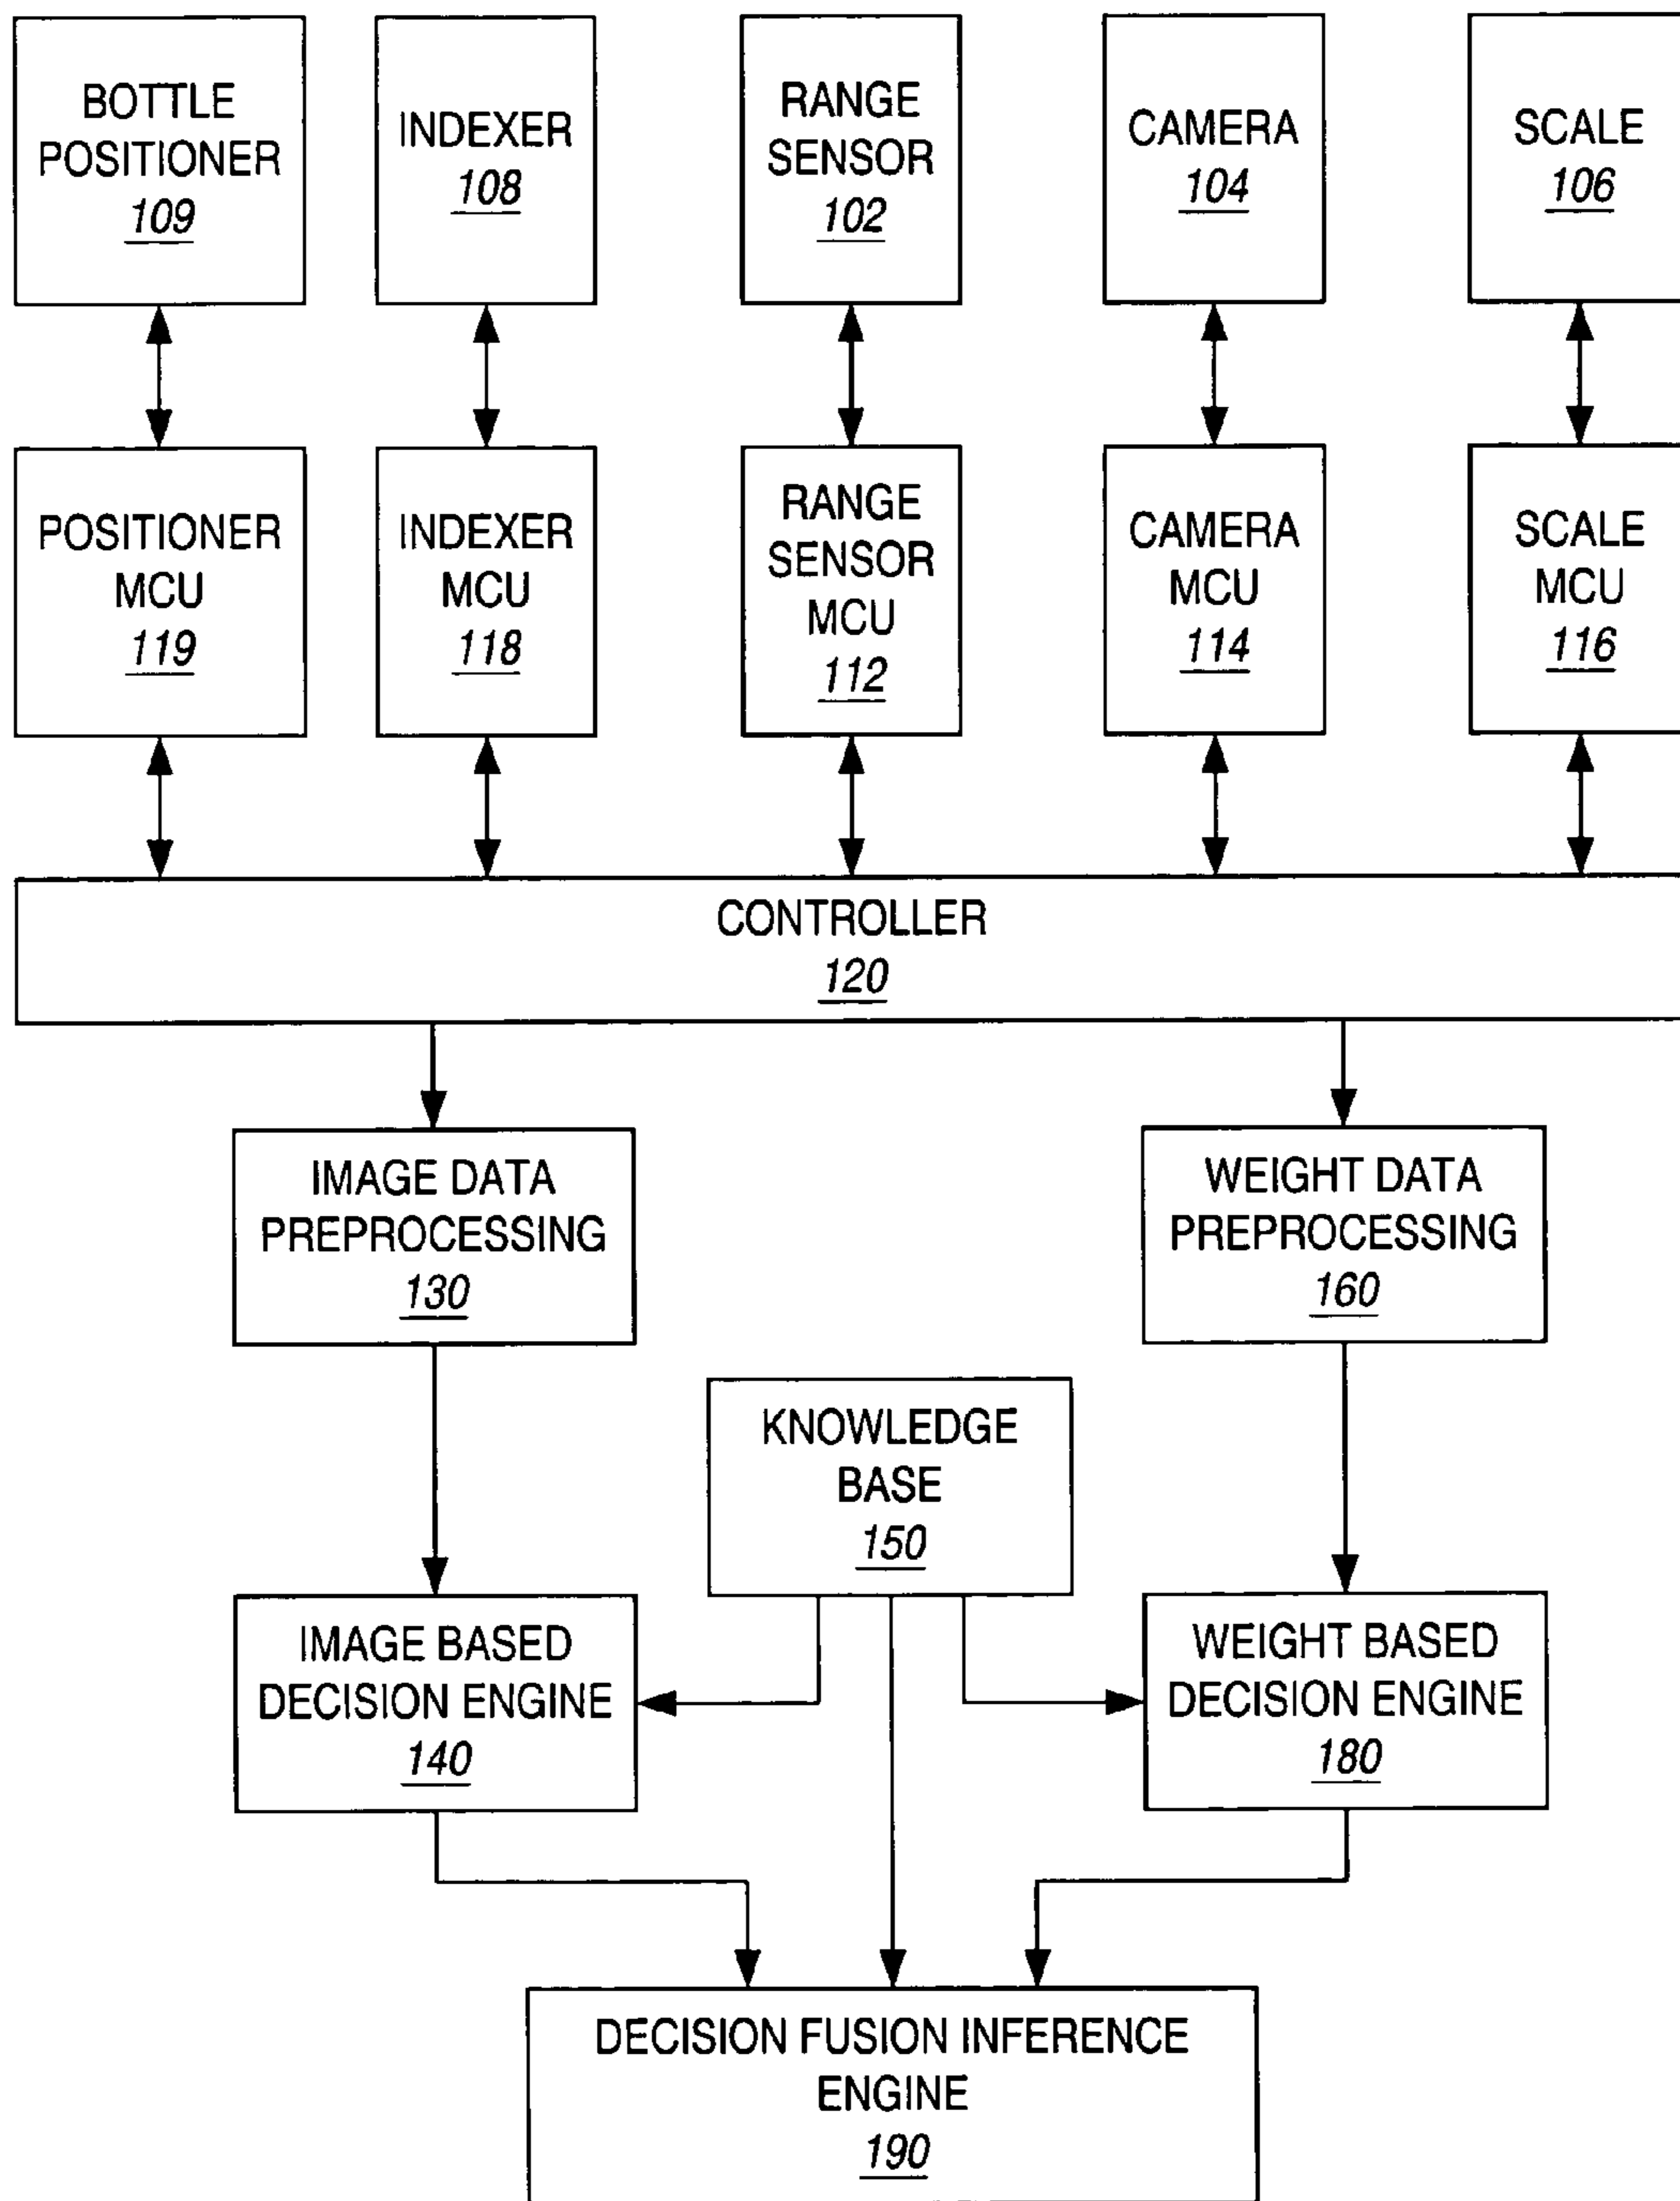 BOTTLE
POSITIONER
109
INDEXER
108
RANGE
SENSOR
102
CAMERA
104
SCALE
106
POSITIONER
MCU
119
INDEXER
MCU
118
RANGE
SENSOR
MCU
112
CAMERA
MCU
114
SCALE
MCU
116
CONTROLLER
120
IMAGE DATA
PREPROCESSING
130
WEIGHT DATA
PREPROCESSING
160
KNOWLEDGE
BASE
150
IMAGE BASED
DECISION ENGINE
140
WEIGHT BASED
DECISION ENGINE
180
DECISION FUSION INFERENCE
ENGINE
190